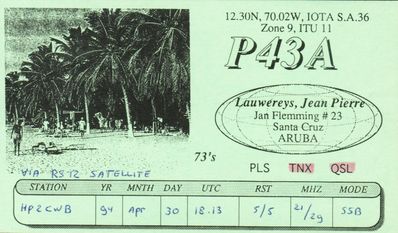 12.30N, 70.02W, IOTA S.A.36
Zone 9, ITU 11
P43A
Lauwereys, Jean Pierre
Jan Flemming # 23
Santa Cruz
ARUBA
73's
PLS TNX QSL
VIA RS-12 SATELLITE
STATION YR MNTH DAY UTC RST MHZ MODE
HP2CWB 94 Apr 30 18.13 5/5 21/29 SSB